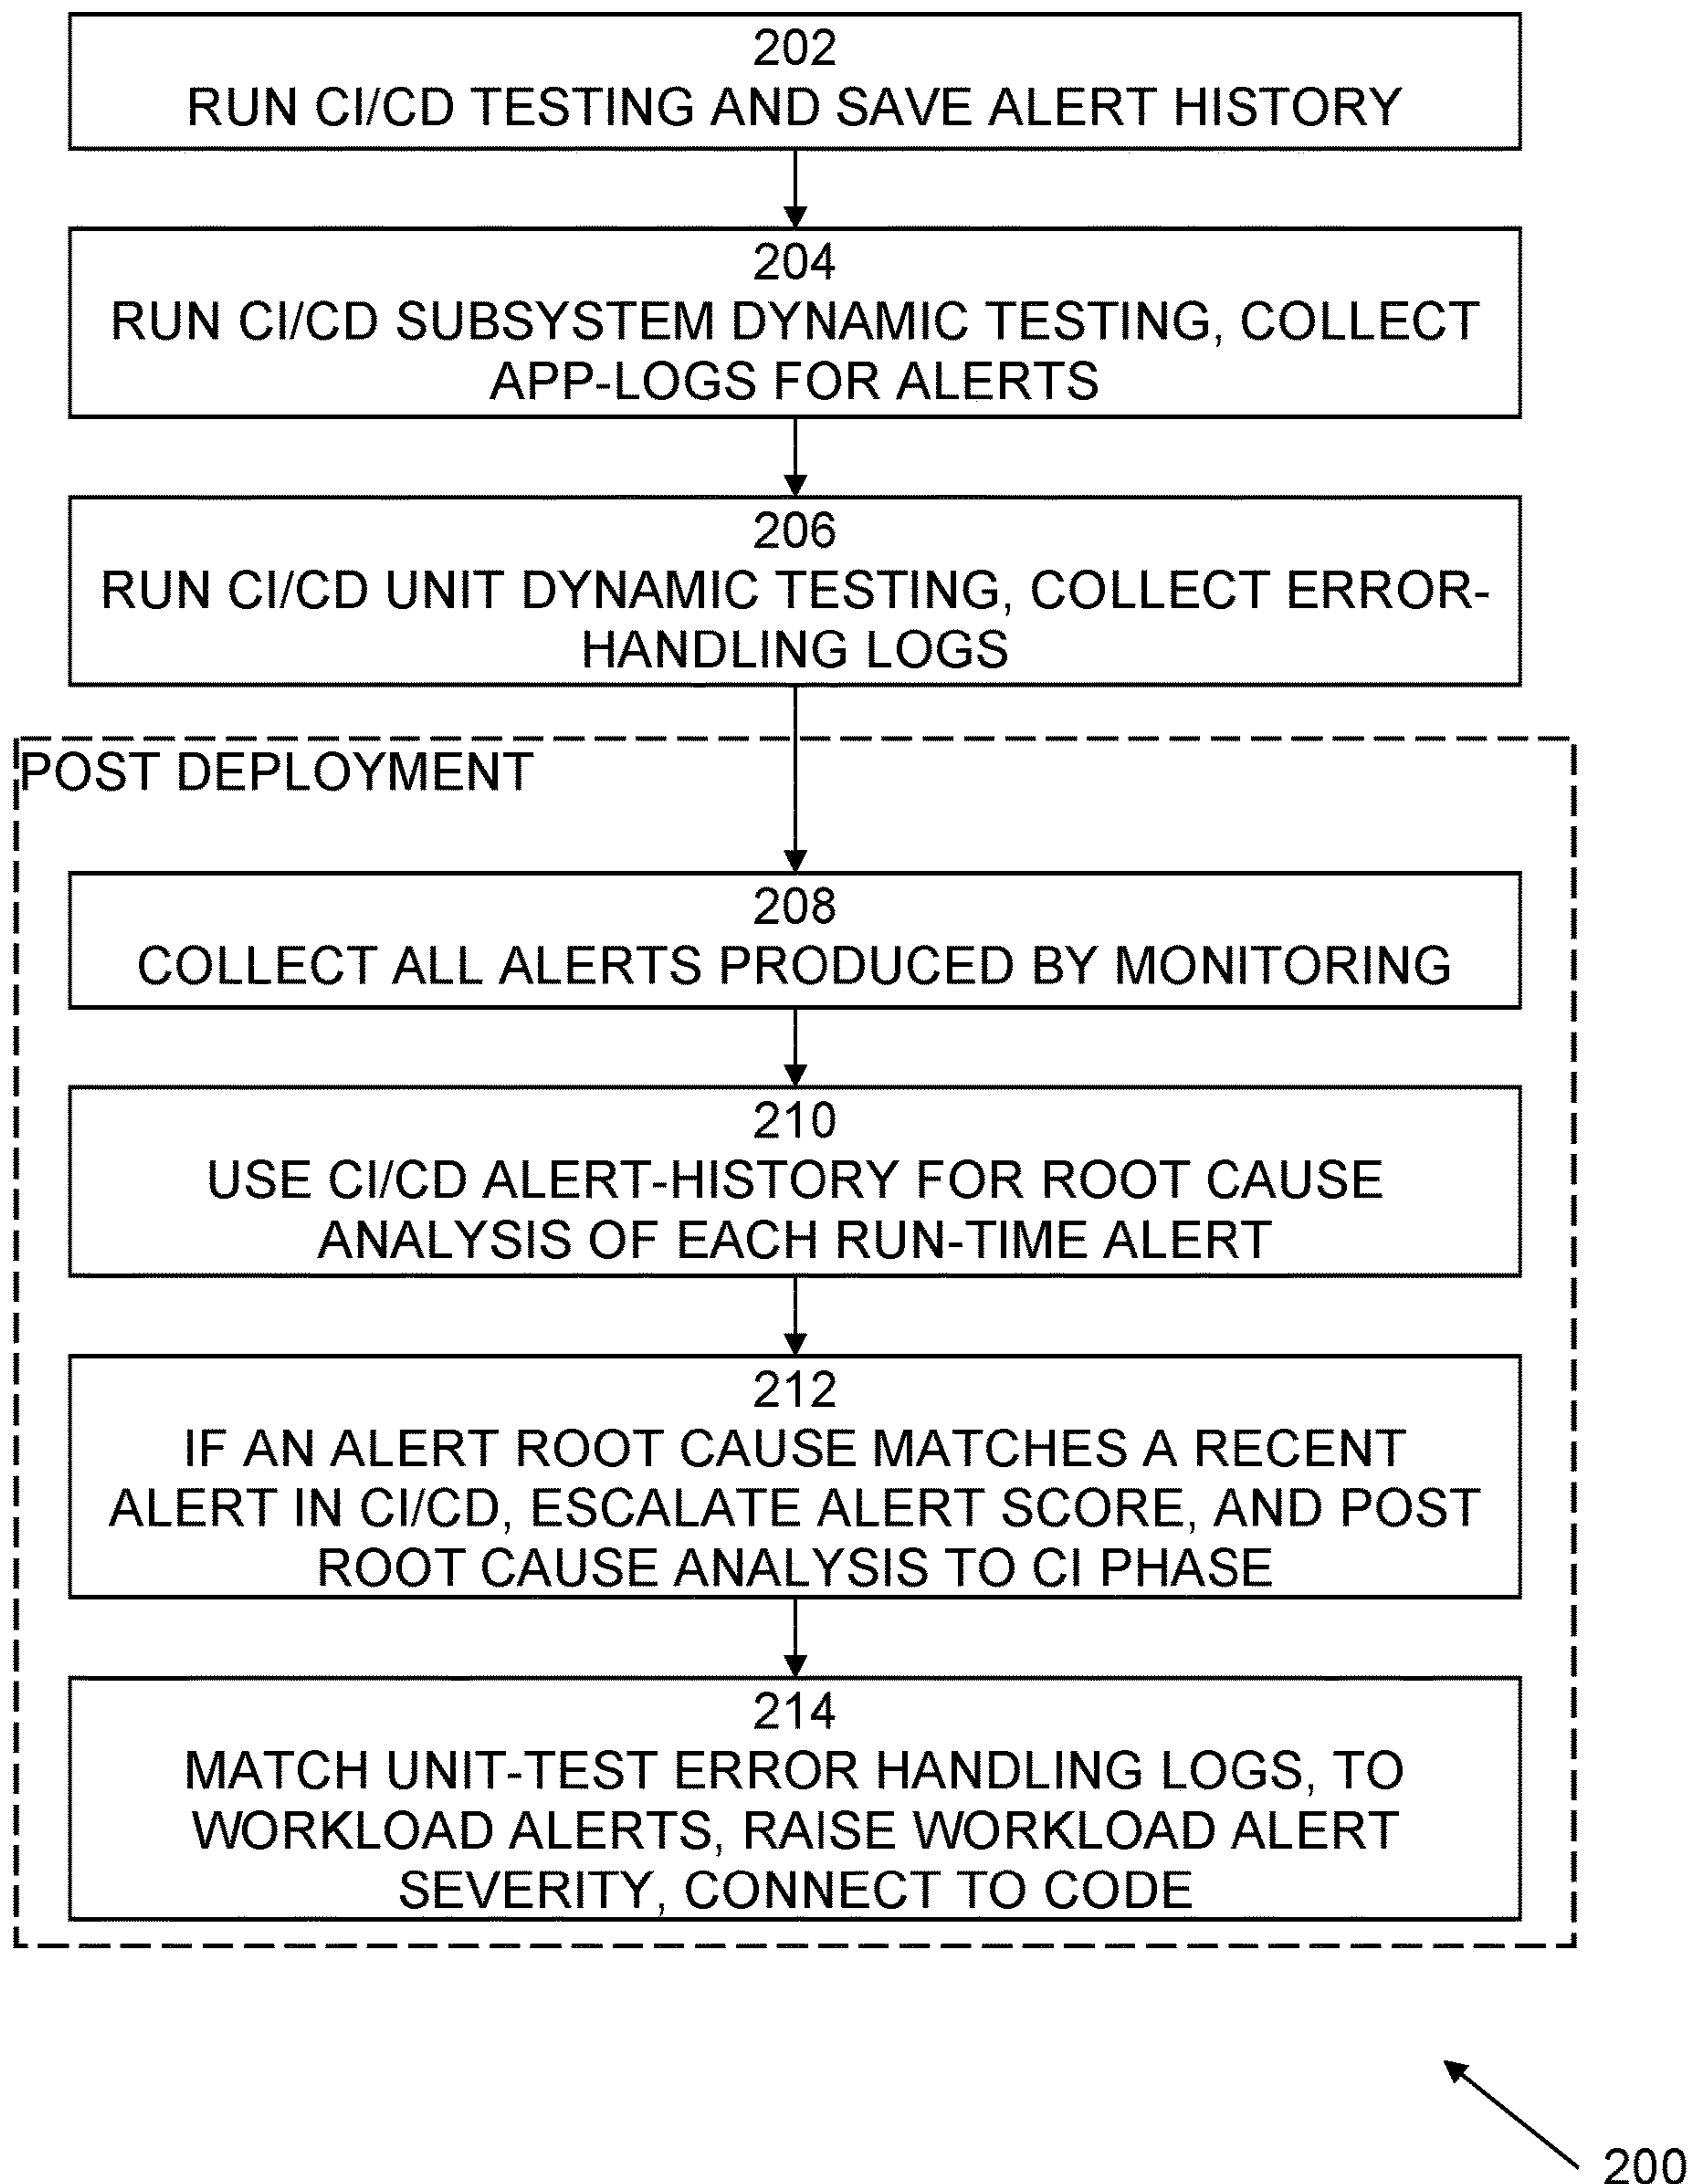 202
RUN CI/CD TESTING AND SAVE ALERT HISTORY
204
RUN CI/CD SUBSYSTEM DYNAMIC TESTING, COLLECT
APP-LOGS FOR ALERTS
206
RUN CI/CD UNIT DYNAMIC TESTING, COLLECT ERROR-
HANDLING LOGS
POST DEPLOYMENT
208
COLLECT ALL ALERTS PRODUCED BY MONITORING
210
USE CI/CD ALERT-HISTORY FOR ROOT CAUSE
ANALYSIS OF EACH RUN-TIME ALERT
212
IF AN ALERT ROOT CAUSE MATCHES A RECENT
ALERT IN CI/CD, ESCALATE ALERT SCORE, AND POST
ROOT CAUSE ANALYSIS TO CI PHASE
214
MATCH UNIT-TEST ERROR HANDLING LOGS, TO
WORKLOAD ALERTS, RAISE WORKLOAD ALERT
SEVERITY, CONNECT TO CODE
200